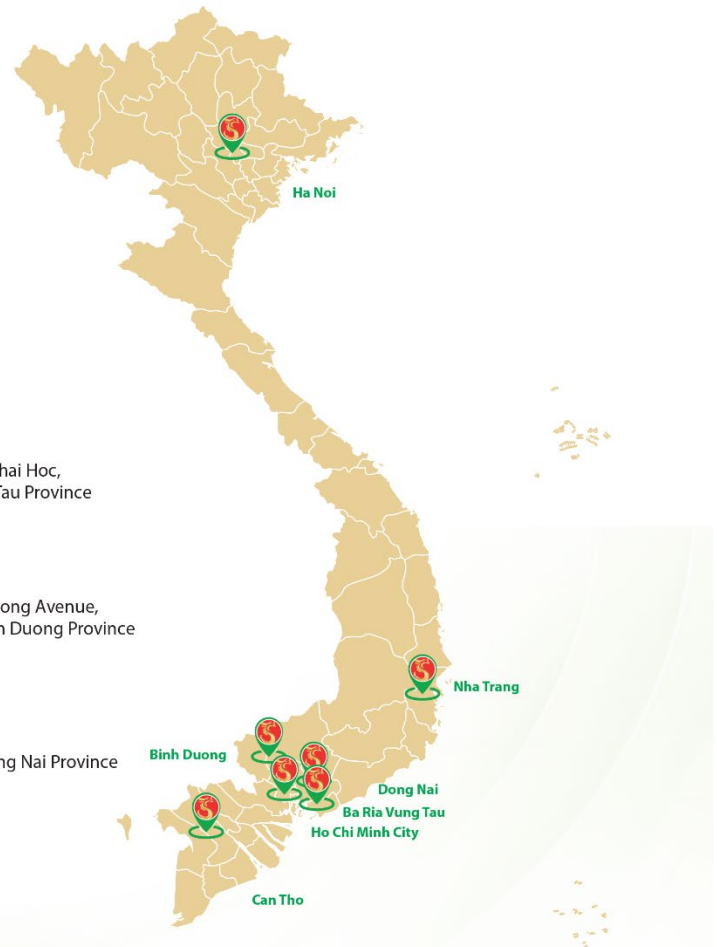 Ha Noi
hai Hoc,
Tau Province
ong Avenue,
h Duong Province
Nha Trang
Binh Duong
ng Nai Province
Dong Nai
Ba Ria Vung Tau
Ho Chi Minh City
Can Tho